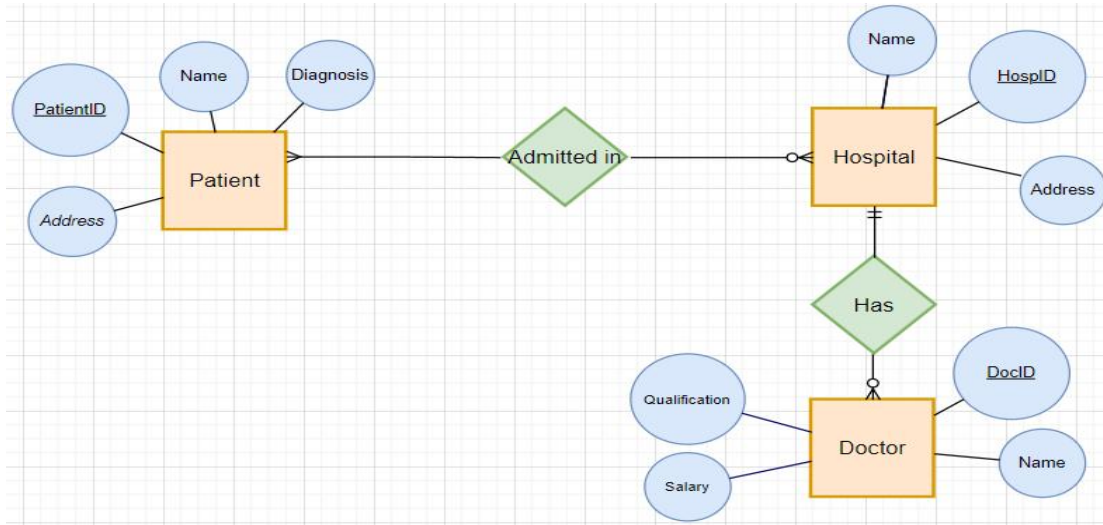 Name
HospID
Name
Diagnosis
PatientID
Admitted in
Hospital
Patient
Address
Address
Has
DocID
Qualification
Doctor
Name
Salary